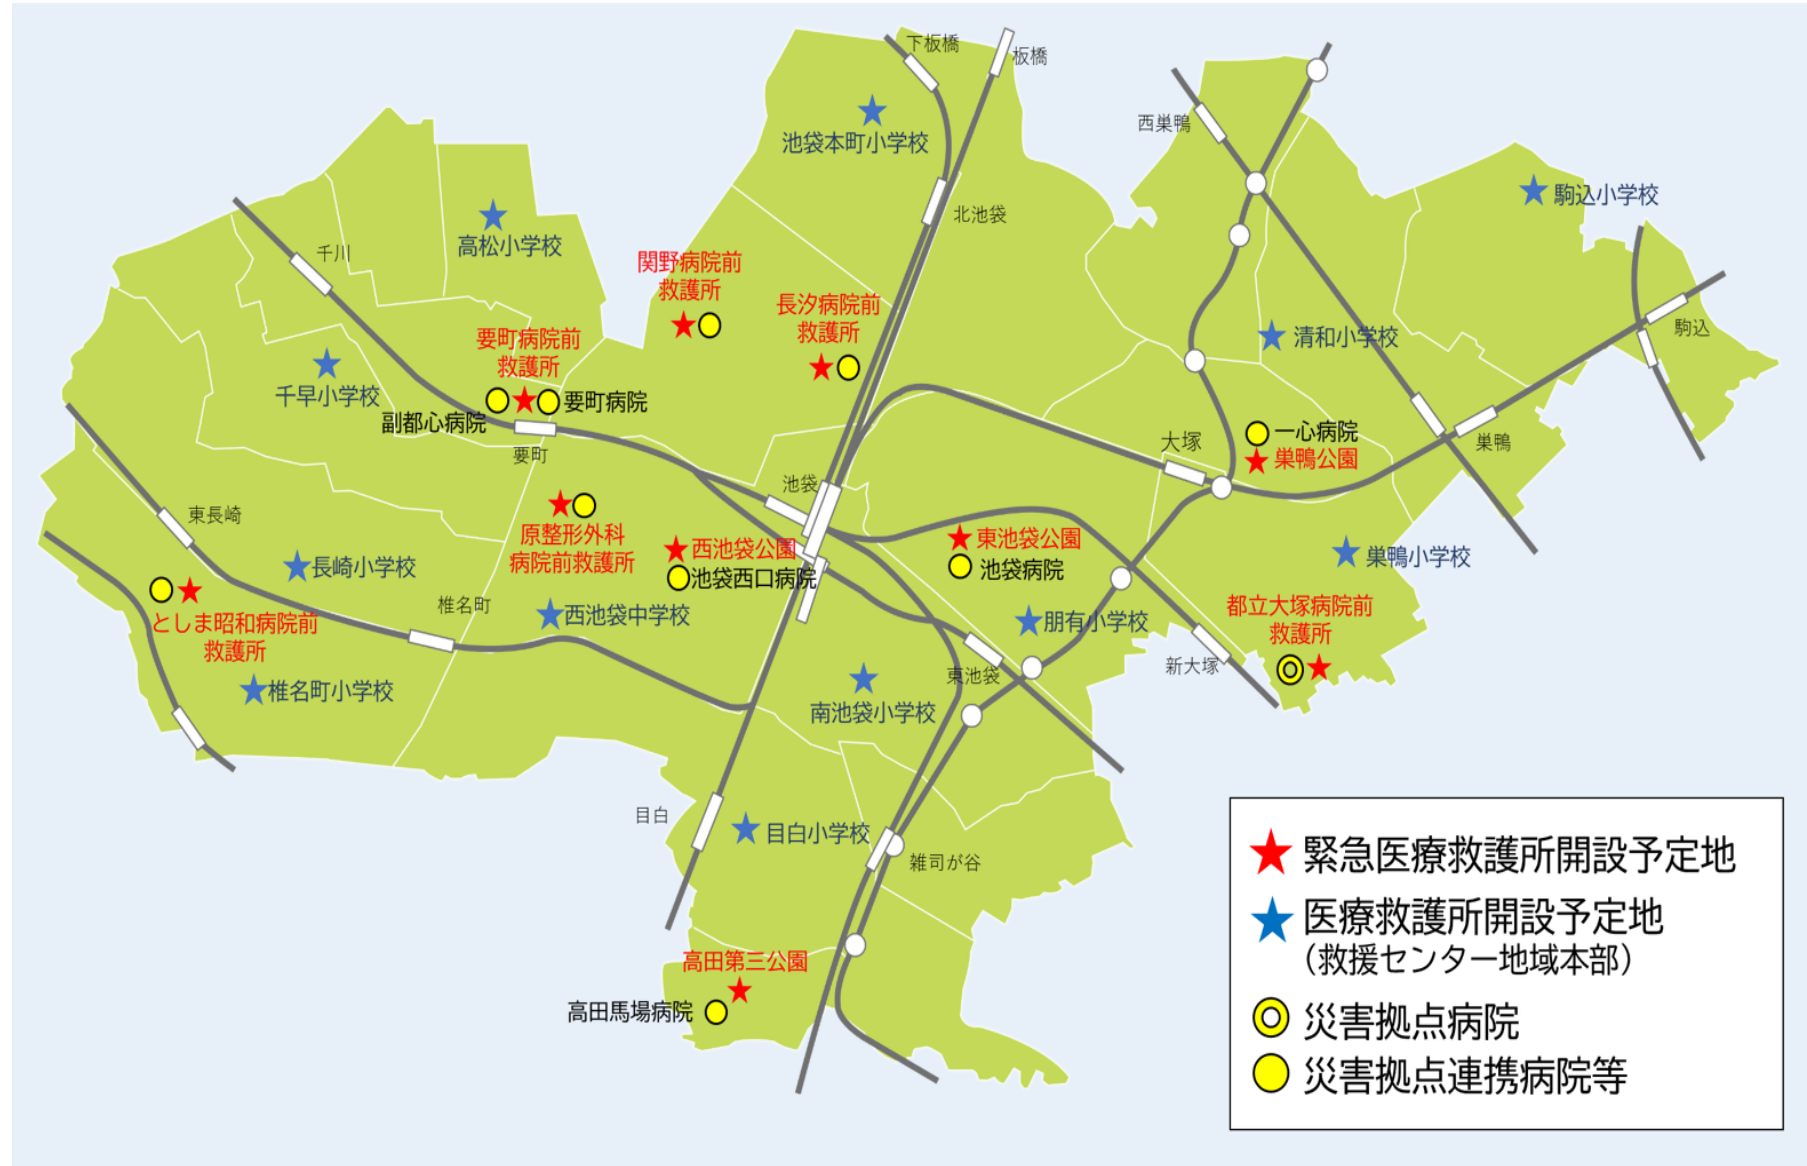 下板橋
板橋
西巣鴨
池袋本町小学校
駒込小学校
北池袋
高松小学校
千川
関野病院前
救護所
長汐病院前
救護所
要町病院前
救護所
清和小学校
駒込
千早小学校
副都心病院
要町病院
要町
大塚
一心病院
巣鴨公園
巣鴨
池袋
東長崎
原整形外科
病院前救護所
西池袋公園
池袋西口病院
東池袋公園
池袋病院
巣鴨小学校
長崎小学校
椎名町
西池袋中学校
朋有小学校
都立大塚病院前
救護所
としま昭和病院前
救護所
新大塚
東池袋
椎名町小学校
南池袋小学校
目白
目白小学校
雑司が谷
高田第三公園
高田馬場病院
緊急医療救護所開設予定地
医療救護所開設予定地
（救援センター地域本部）
災害拠点病院
災害拠点連携病院等